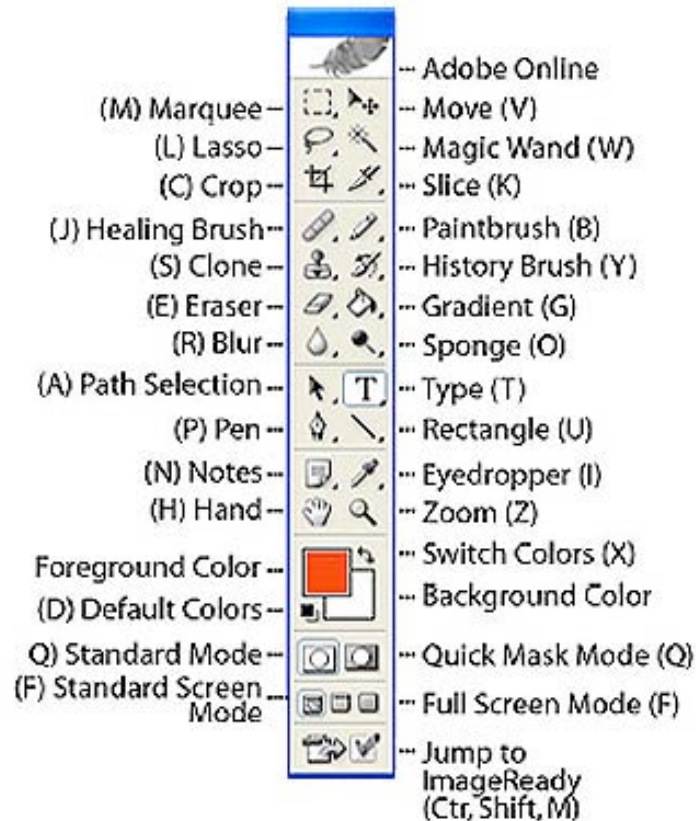 Adobe Online
(M) Marquee
Move (V)
(L) Lasso
Magic Wand (W)
(C) Crop
Slice (K)
(J) Healing Brush
Paintbrush (B)
(S) Clone
History Brush (Y)
(E) Eraser
Gradient (G)
(R) Blur
Sponge (O)
(A) Path Selection
T
Type (T)
(P) Pen
Rectangle (U)
(N) Notes
Eyedropper (I)
(H) Hand
Zoom (Z)
Switch Colors (X)
Foreground Color
Background Color
(D) Default Colors
Q) Standard Mode
Quick Mask Mode (Q)
(F) Standard Screen
Mode
Full Screen Mode (F)
Jump to
ImageReady
(Ctr, Shift, M)